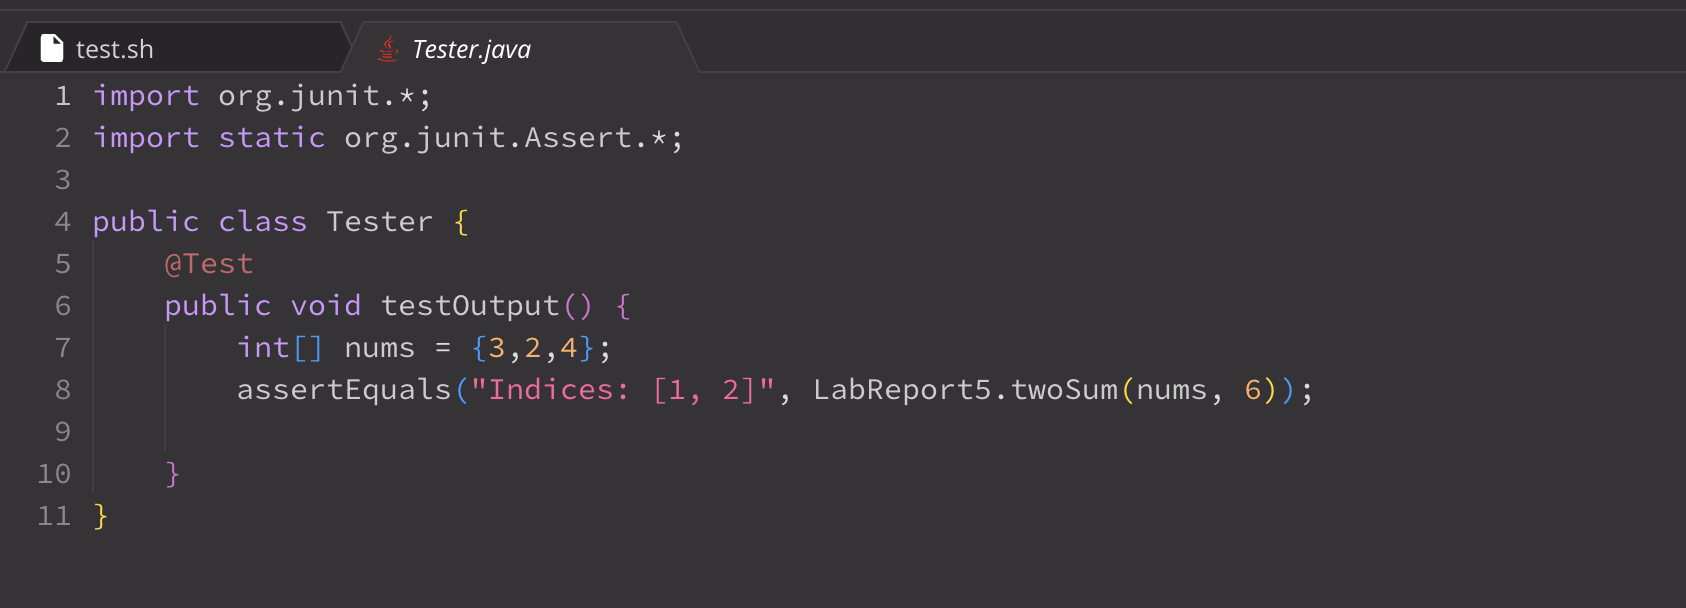 test.sh Tester.java
1 import org.junit.*;
2 import static org.junit.Assert.*;
3
4 public class Tester {
5     @Test
6     public void testOutput() {
7         int[] nums = {3,2,4};
8         assertEquals("Indices: [1, 2]", LabReport5.twoSum(nums, 6));
9
10     }
11 }